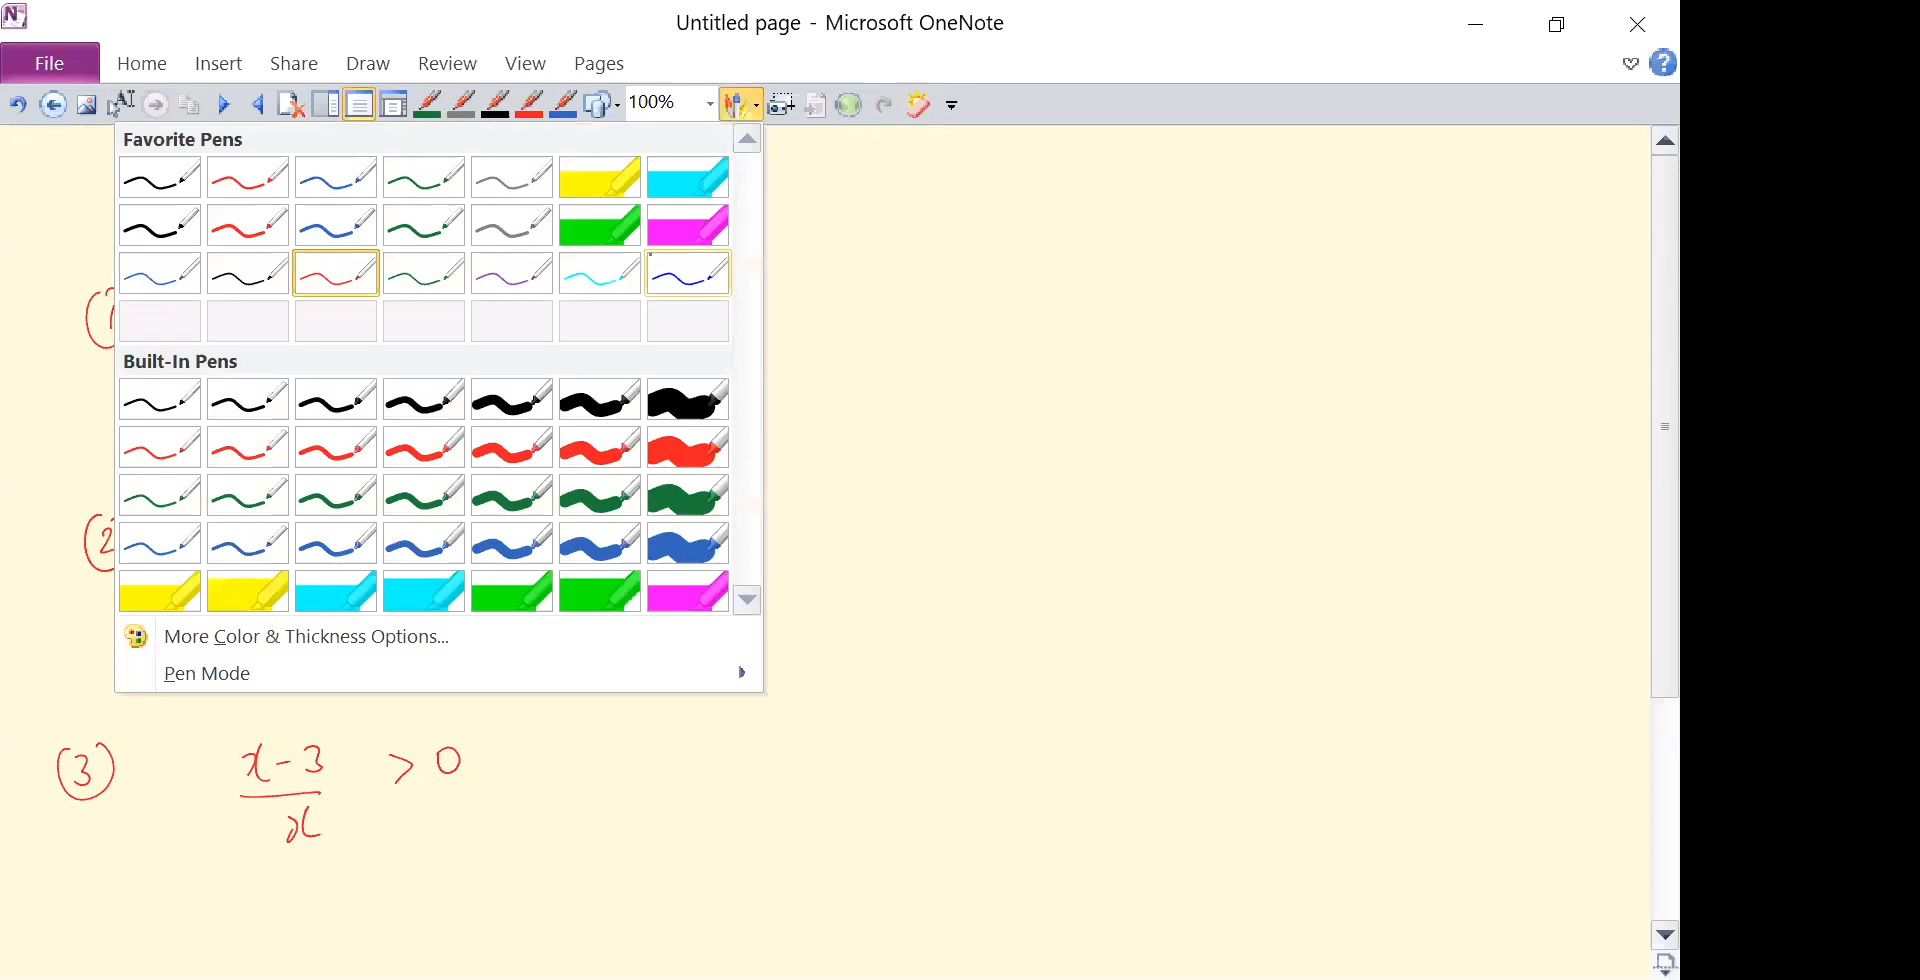 Untitled page - Microsoft OneNote
File Home Insert Share Draw Review View Pages
100%
Favorite Pens
Built-In Pens
(2
More Color & Thickness Options...
Pen Mode
(3) x-3 > 0
x